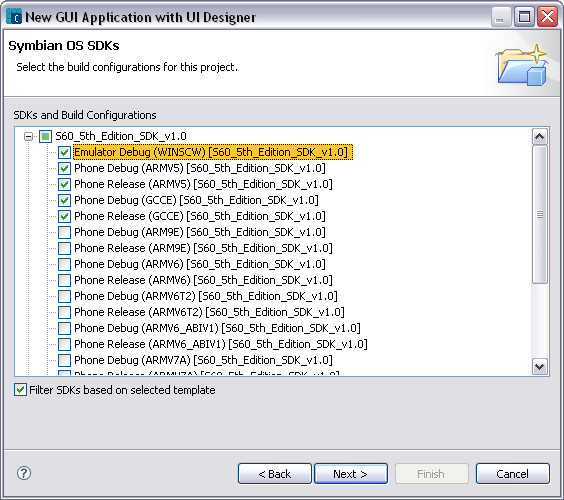 New GUI Application with UI Designer
Symbian OS SDKs
Select the build configurations for this project.
SDKs and Build Configurations
S60_5th_Edition_SDK_v1.0
Emulator Debug (WINSCW) [S60_5th_Edition_SDK_v1.0]
Phone Debug (ARMV5) [S60_5th_Edition_SDK_v1.0]
Phone Release (ARMV5) [S60_5th_Edition_SDK_v1.0]
Phone Debug (GCCE) [S60_5th_Edition_SDK_v1.0]
Phone Release (GCCE) [S60_5th_Edition_SDK_v1.0]
Phone Debug (ARM9E) [S60_5th_Edition_SDK_v1.0]
Phone Release (ARM9E) [S60_5th_Edition_SDK_v1.0]
Phone Debug (ARMV6) [S60_5th_Edition_SDK_v1.0]
Phone Release (ARMV6) [S60_5th_Edition_SDK_v1.0]
Phone Debug (ARMV6T2) [S60_5th_Edition_SDK_v1.0]
Phone Release (ARMV6T2) [S60_5th_Edition_SDK_v1.0]
Phone Debug (ARMV6_ABIV1) [S60_5th_Edition_SDK_v1.0]
Phone Release (ARMV6_ABIV1) [S60_5th_Edition_SDK_v1.0]
Phone Debug (ARMV7A) [S60_5th_Edition_SDK_v1.0]
Phone Release (ARMV7A) [S60_5th_Edition_SDK_v1.0]
Filter SDKs based on selected template
? < Back Next > Finish Cancel